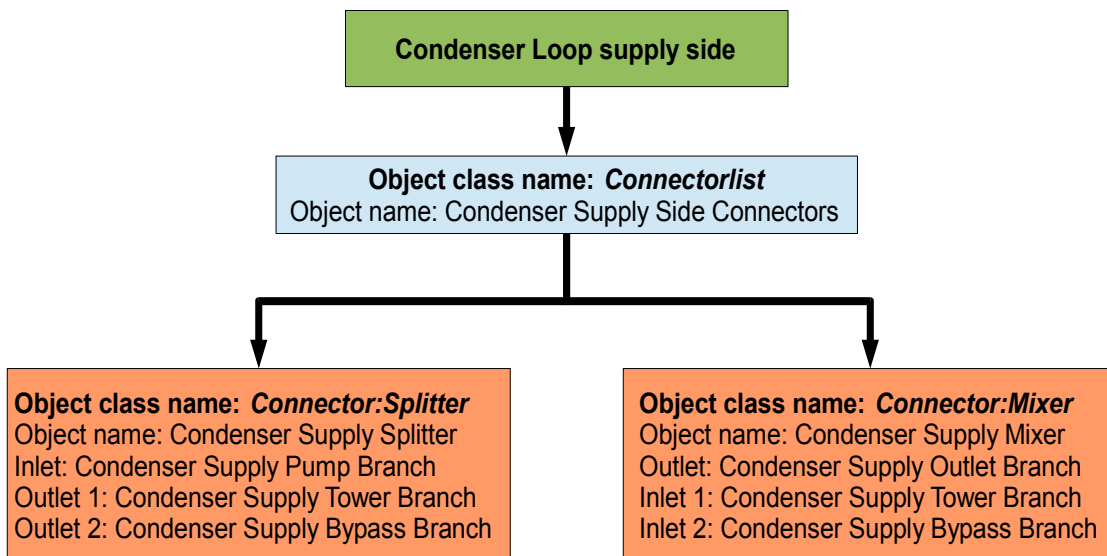 Condenser Loop supply side
Object class name: Connectorlist
Object name: Condenser Supply Side Connectors
Object class name: Connector:Splitter
Object name: Condenser Supply Splitter
Inlet: Condenser Supply Pump Branch
Outlet 1: Condenser Supply Tower Branch
Outlet 2: Condenser Supply Bypass Branch
Object class name: Connector:Mixer
Object name: Condenser Supply Mixer
Outlet: Condenser Supply Outlet Branch
Inlet 1: Condenser Supply Tower Branch
Inlet 2: Condenser Supply Bypass Branch